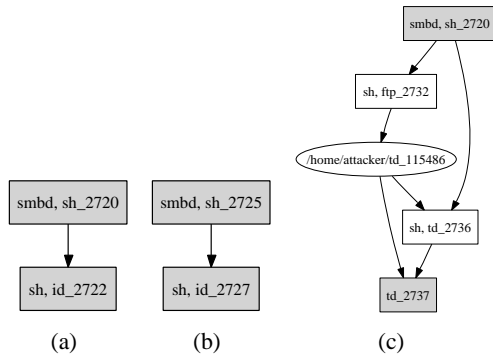 smbd, sh_2720
sh, id_2722
(a)
smbd, sh_2725
sh, id_2727
(b)
smbd, sh_2720
sh, ftp_2732
/home/attacker/td_115486
sh, td_2736
td_2737
(c)